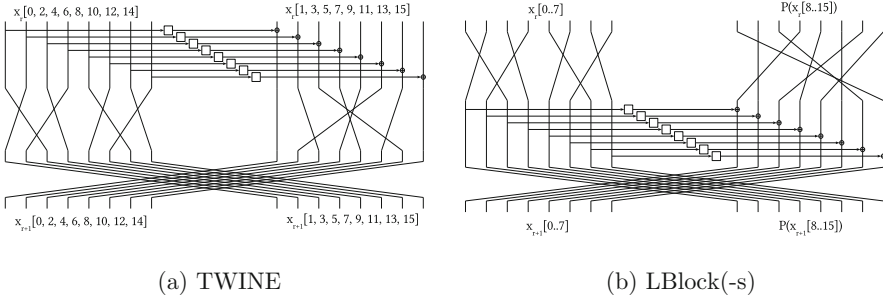 x_r[0, 2, 4, 6, 8, 10, 12, 14] x_r[1, 3, 5, 7, 9, 11, 13, 15]
x_{r+1}[0, 2, 4, 6, 8, 10, 12, 14] x_{r+1}[1, 3, 5, 7, 9, 11, 13, 15]
(a) TWINE
x_r[0..7] P(x_r[8..15])
x_{r+1}[0..7] P(x_{r+1}[8..15])
(b) LBlock(-s)